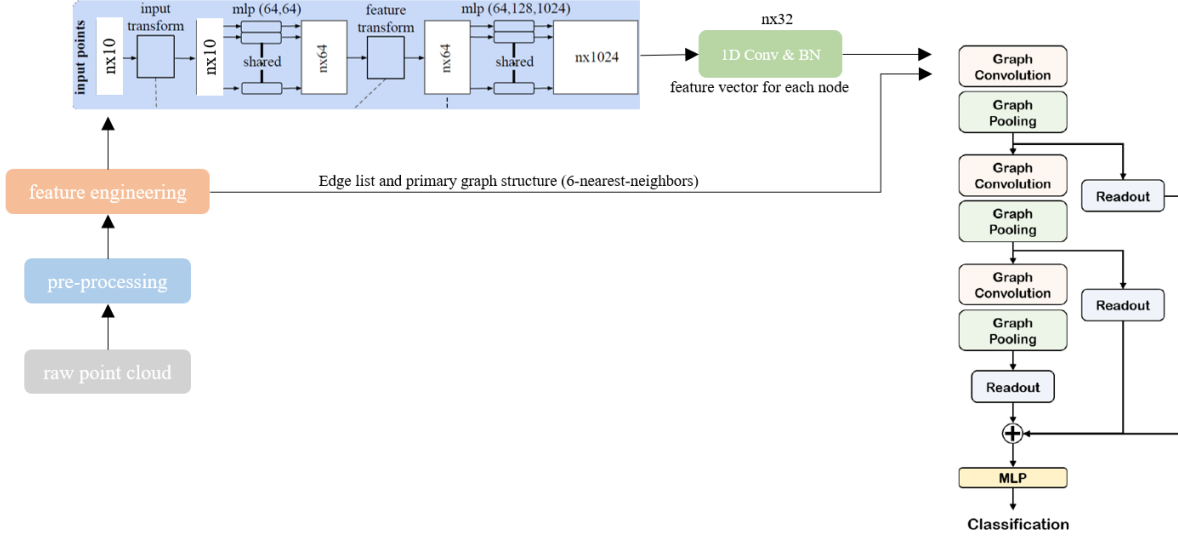 input points
nx10
input
transform
nx10
mlp (64,64)
shared
nx64
feature
transform
nx64
mlp (64,128,1024)
shared
nx1024
nx32
1D Conv & BN
feature vector for each node
feature engineering
Edge list and primary graph structure (6-nearest-neighbors)
pre-processing
raw point cloud
Graph
Convolution
Graph
Pooling
Graph
Convolution
Readout
Graph
Pooling
Graph
Convolution
Readout
Graph
Pooling
Readout
MLP
Classification